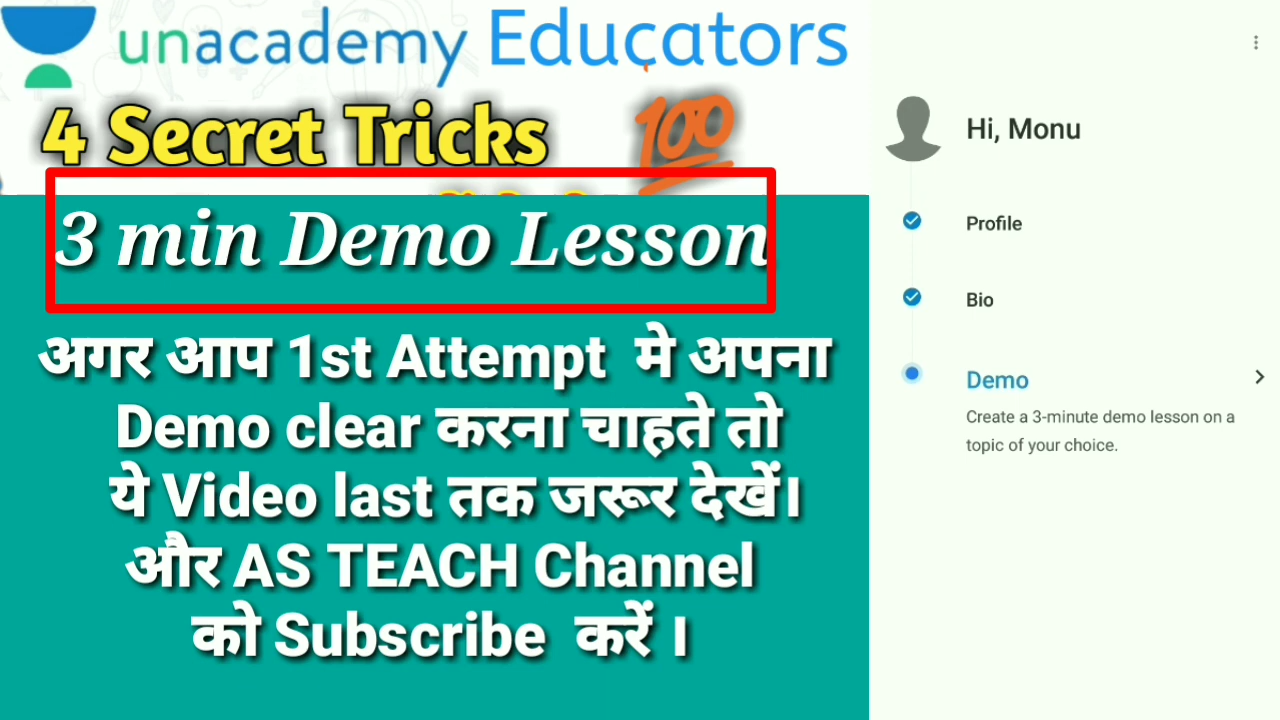 unacademy Educators
4 Secret Tricks 100
3 min Demo Lesson
अगर आप 1st Attempt मे अपना
Demo clear करना चाहते तो
ये Video last तक जरूर देखें।
और AS TEACH Channel
को Subscribe करें ।
Hi, Monu
Profile
Bio
Demo
Create a 3-minute demo lesson on a
topic of your choice.